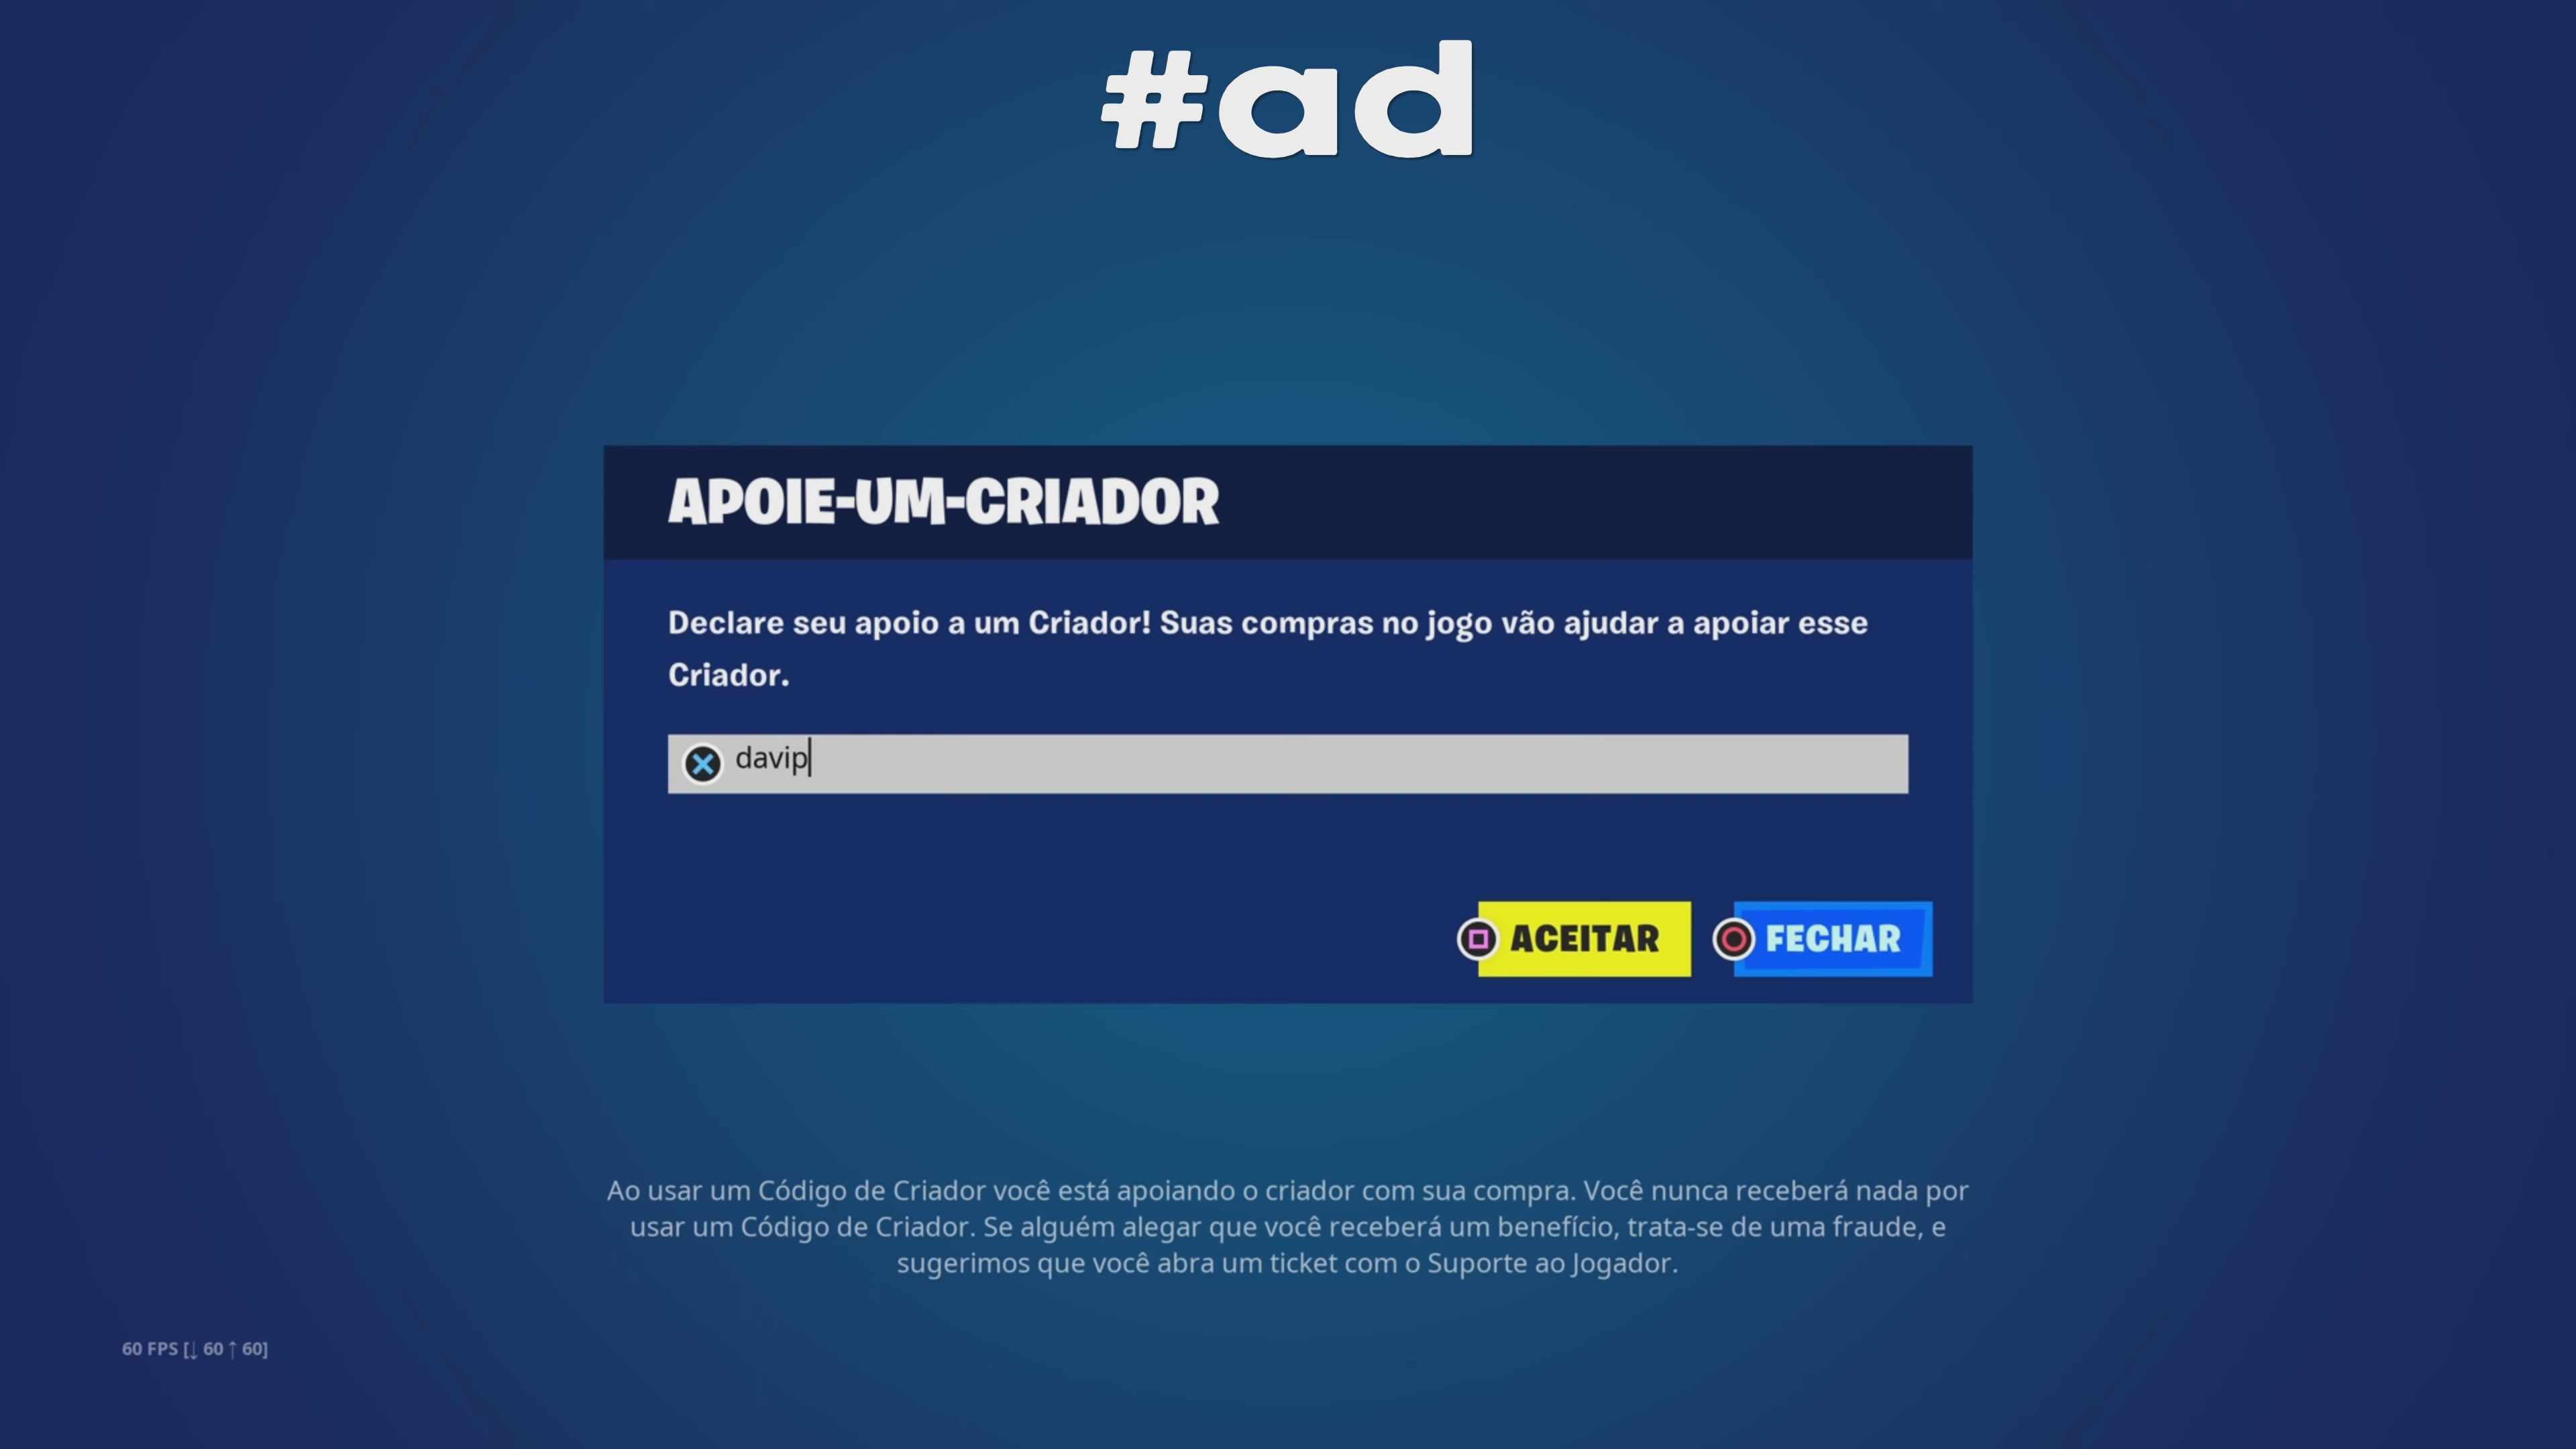 #ad
APOIE-UM-CRIADOR
Declare seu apoio a um Criador! Suas compras no jogo vão ajudar a apoiar esse
Criador.
davip
ACEITAR
FECHAR
Ao usar um Código de Criador você está apoiando o criador com sua compra. Você nunca receberá nada por
usar um Código de Criador. Se alguém alegar que você receberá um benefício, trata-se de uma fraude, e
sugerimos que você abra um ticket com o Suporte ao Jogador.
60 FPS [↓ 60 ↑ 60]